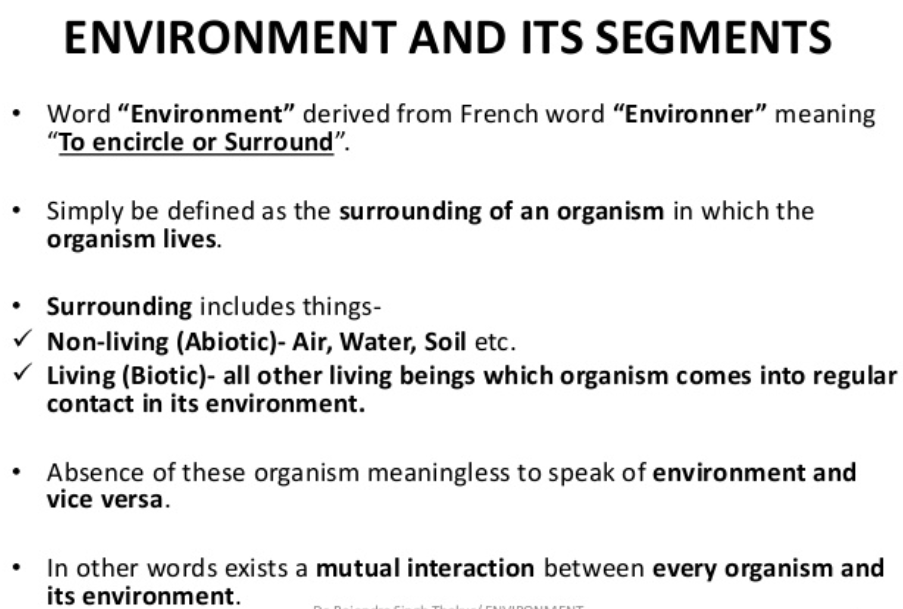 ENVIRONMENT AND ITS SEGMENTS
• Word “Environment” derived from French word “Environner” meaning
“To encircle or Surround”.
• Simply be defined as the surrounding of an organism in which the
organism lives.
• Surrounding includes things-
✓ Non-living (Abiotic)- Air, Water, Soil etc.
✓ Living (Biotic)- all other living beings which organism comes into regular
contact in its environment.
• Absence of these organism meaningless to speak of environment and
vice versa.
• In other words exists a mutual interaction between every organism and
its environment.